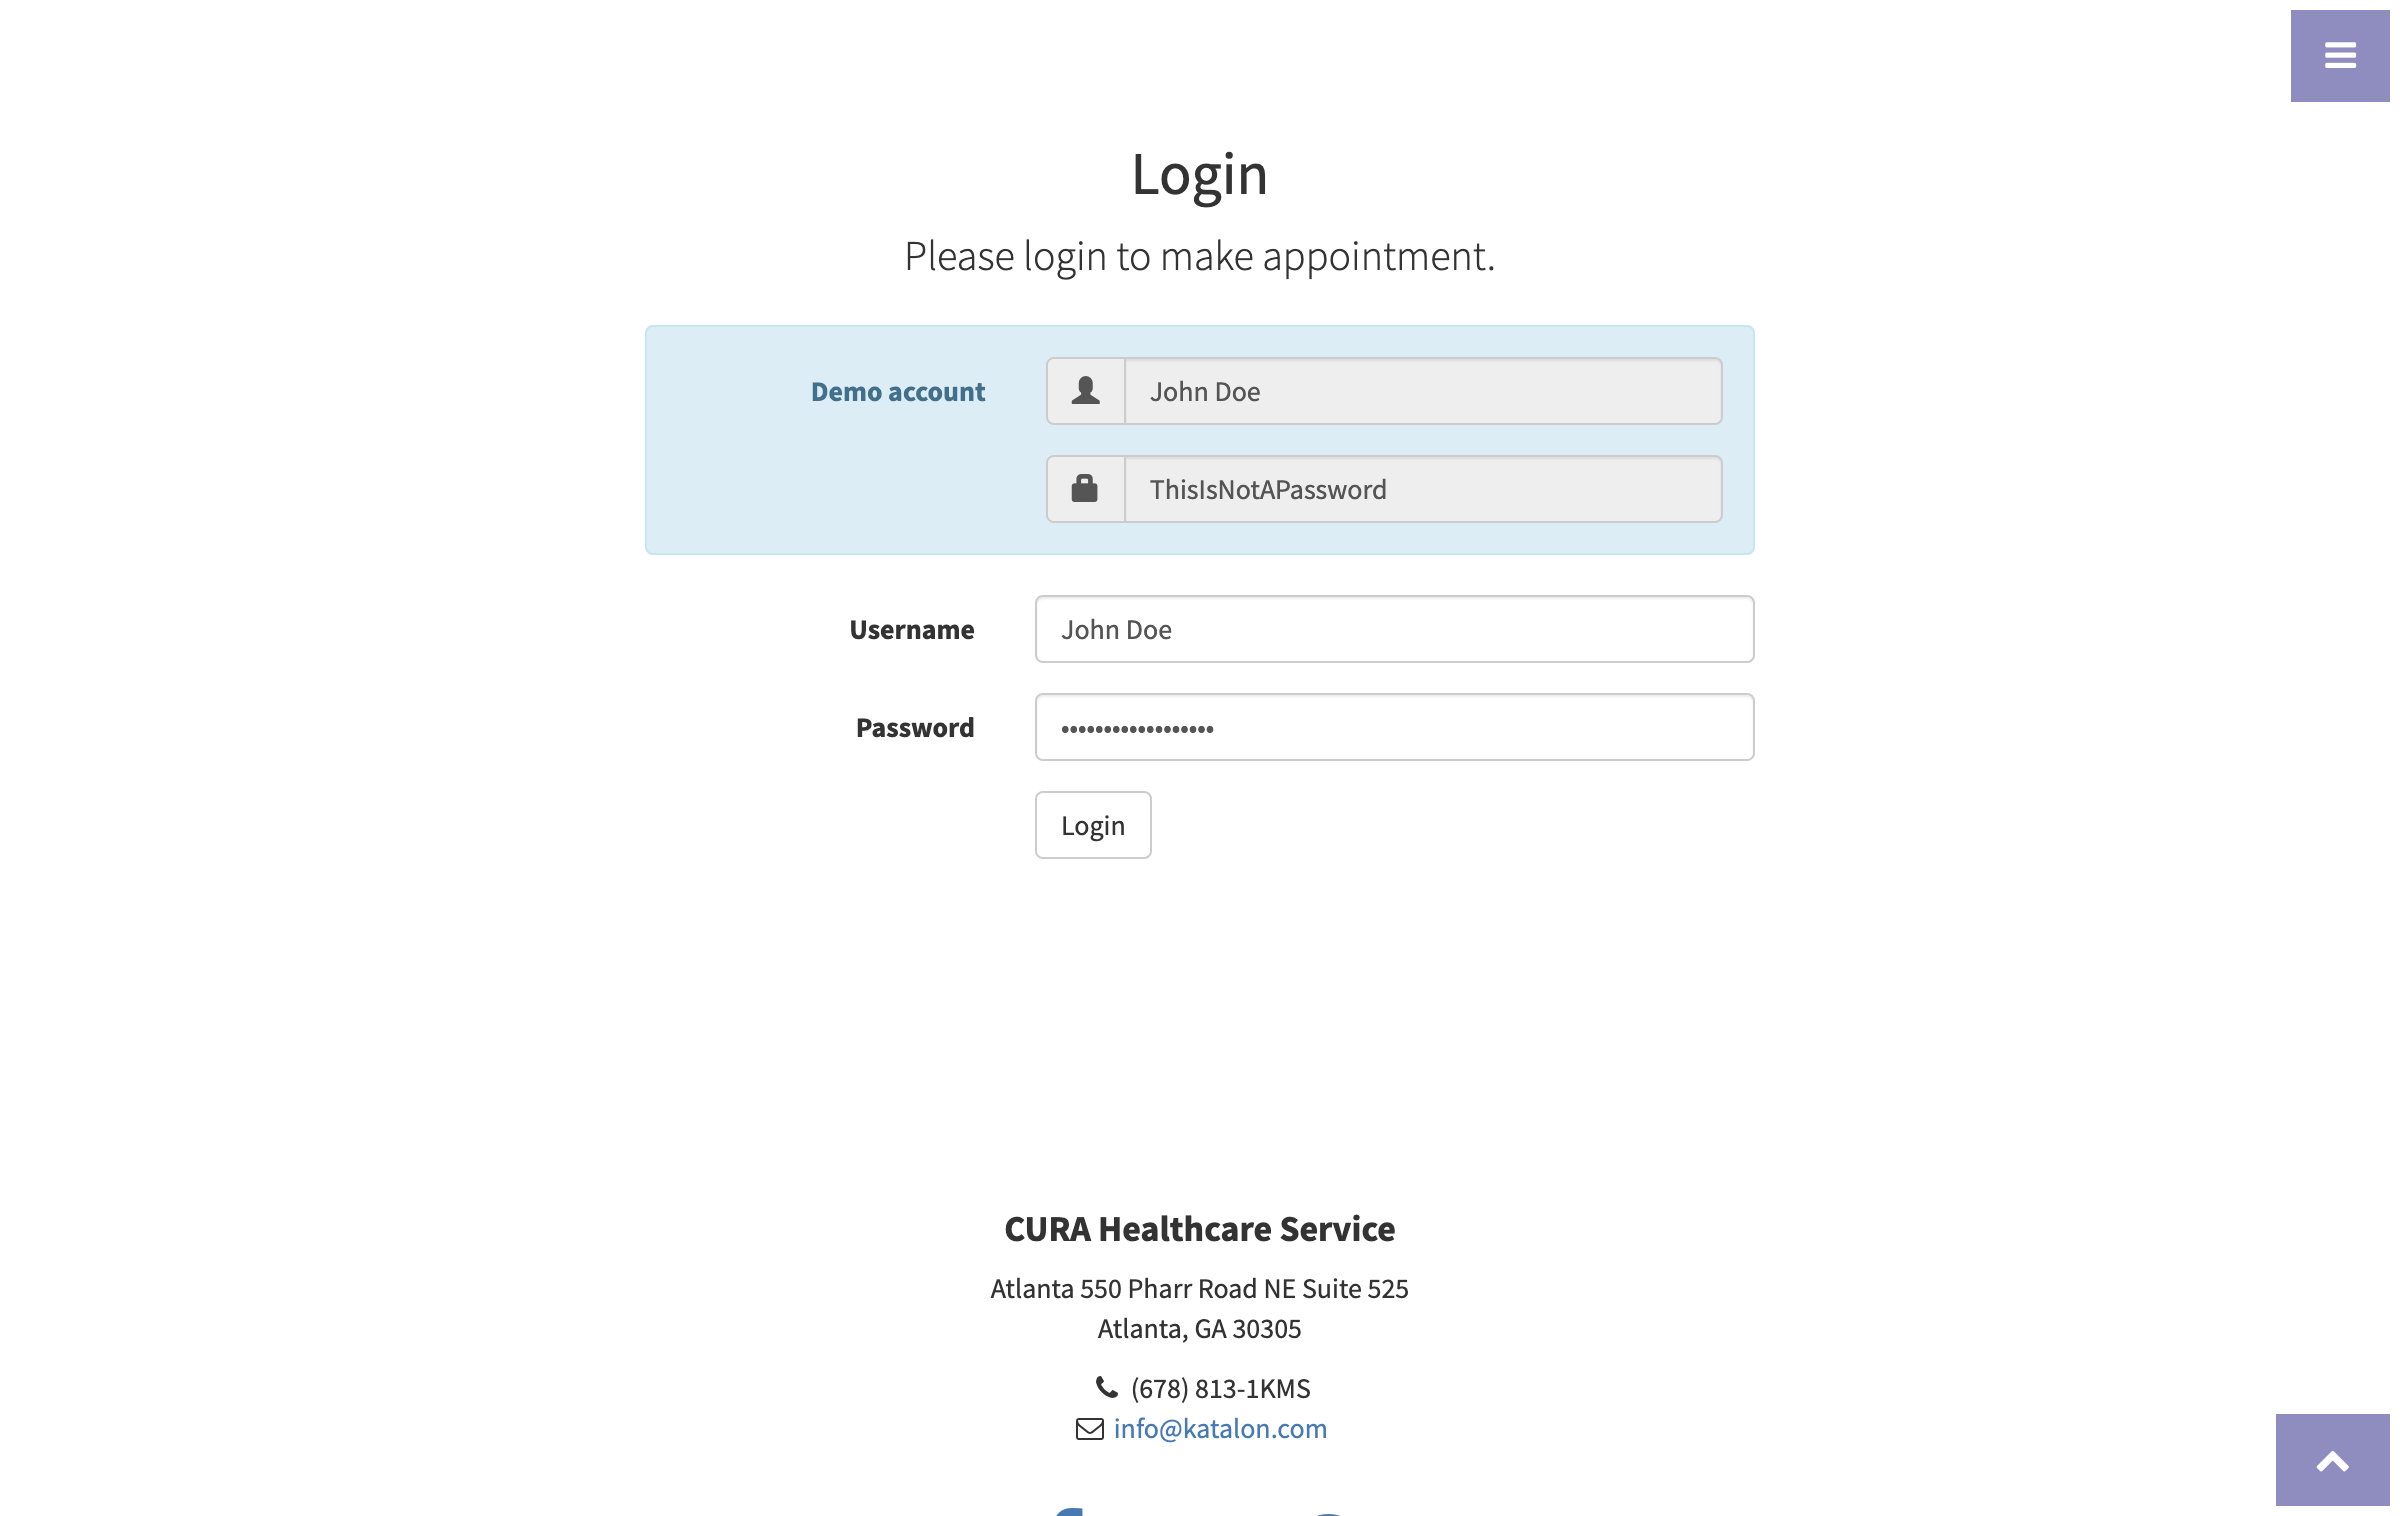 Login
Please login to make appointment.
Demo account
John Doe
ThisIsNotAPassword
Username
John Doe
Password
••••••••••••••••••
Login
CURA Healthcare Service
Atlanta 550 Pharr Road NE Suite 525
Atlanta, GA 30305
(678) 813-1KMS
info@katalon.com